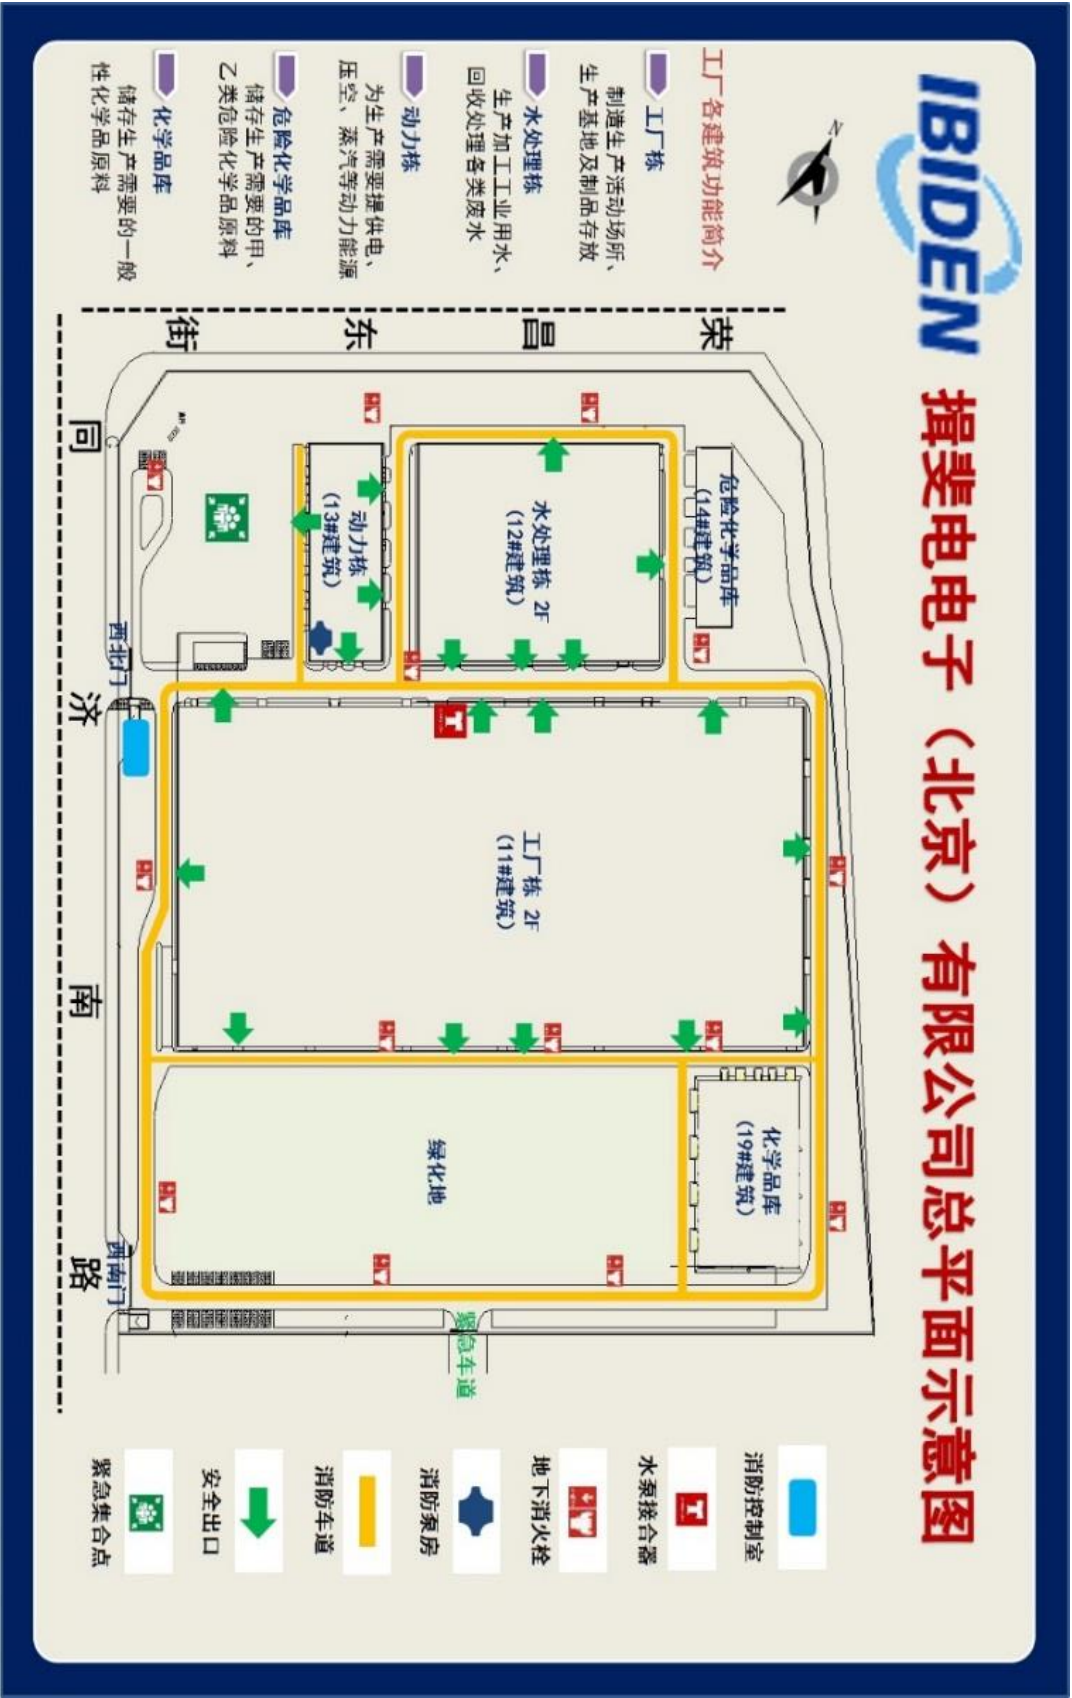 IBIDEN
揖斐电电子（北京）有限公司总平面示意图
N
工厂各建筑功能简介
工厂栋
制造生产活动场所、
生产基地及制品存放
水处理栋
生产加工工业用水、
回收处理各类废水
动力栋
为生产需要提供电、
压空、蒸汽等动力能源
危险化学品库
储存生产需要的甲、
乙类危险化学品原料
化学品库
储存生产需要的一般
性化学品原料
荣昌东街
危险化学品库
(14#建筑)
水处理栋 2F
(12#建筑)
动力栋
(13#建筑)
工厂栋 2F
(11#建筑)
化学品库
(19#建筑)
绿化地
紧急车道
西北门
西南门
同济南路
消防控制室
水泵接合器
地下消火栓
消防泵房
消防车道
安全出口
紧急集合点